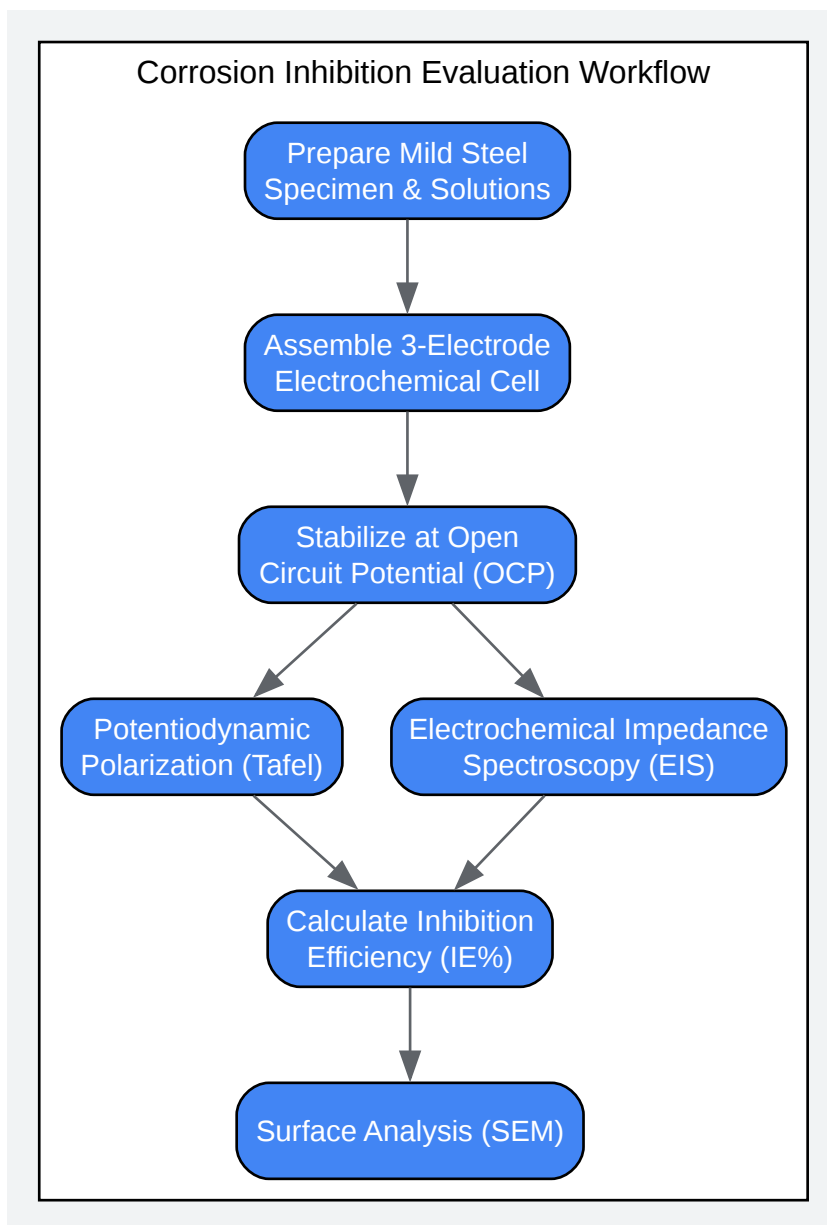 Corrosion Inhibition Evaluation Workflow
Prepare Mild Steel
Specimen & Solutions
Assemble 3-Electrode
Electrochemical Cell
Stabilize at Open
Circuit Potential (OCP)
Potentiodynamic
Polarization (Tafel)
Electrochemical Impedance
Spectroscopy (EIS)
Calculate Inhibition
Efficiency (IE%)
Surface Analysis (SEM)